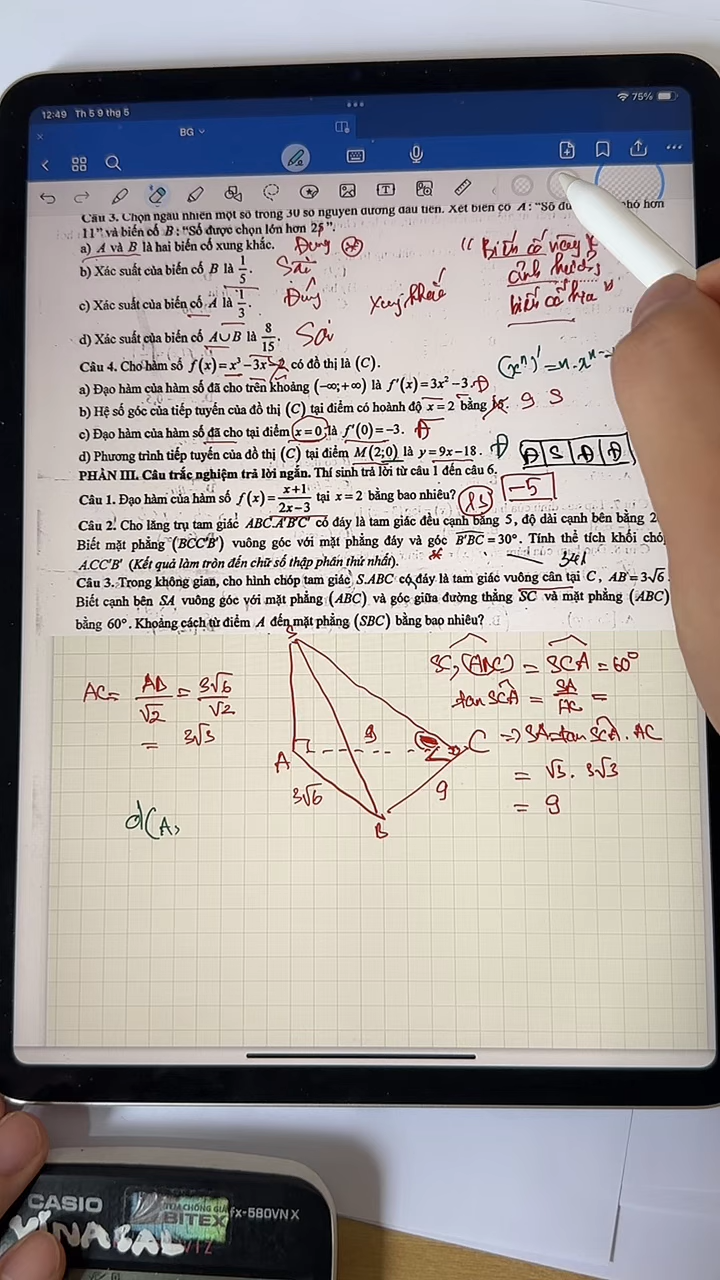 12:49 Th 5 9 thg 5
75%
BG
Câu 3. Chọn ngẫu nhiên một số trong 30 số nguyên dương đầu tiên. Xét biến cố A: "Số nhỏ hơn
11" và biến cố B: "Số được chọn lớn hơn 25".
a) A và B là hai biến cố xung khắc. Đúng
b) Xác suất của biến cố B là 1/5. Sai
c) Xác suất của biến cố A là 1/3. Đúng
xung khắc
d) Xác suất của biến cố A∪B là 8/15. Sai
"Biến cố này
ảnh hưởng
biến cố kia"
Câu 4. Cho hàm số f(x)=x³−3x−2 có đồ thị là (C).
(xⁿ)' = n.xⁿ⁻
a) Đạo hàm của hàm số đã cho trên khoảng (−∞;+∞) là f'(x)=3x²−3. Đ
b) Hệ số góc của tiếp tuyến của đồ thị (C) tại điểm có hoành độ x=2 bằng 9 S
c) Đạo hàm của hàm số đã cho tại điểm x=0 là f'(0)=−3. Đ
d) Phương trình tiếp tuyến của đồ thị (C) tại điểm M(2;0) là y=9x−18. Đ
Đ S Đ Đ
PHẦN III. Câu trắc nghiệm trả lời ngắn. Thí sinh trả lời từ câu 1 đến câu 6.
Câu 1. Đạo hàm của hàm số f(x)=(x+1)/(2x−3) tại x=2 bằng bao nhiêu? −5
Câu 2. Cho lăng trụ tam giác ABC.A'B'C' có đáy là tam giác đều cạnh bằng 5, độ dài cạnh bên bằng 2
Biết mặt phẳng (BCC'B') vuông góc với mặt phẳng đáy và góc B'BC=30°. Tính thể tích khối chó
A.CC'B' (Kết quả làm tròn đến chữ số thập phân thứ nhất).
Câu 3. Trong không gian, cho hình chóp tam giác S.ABC có đáy là tam giác vuông cân tại C, AB=3√6.
Biết cạnh bên SA vuông góc với mặt phẳng (ABC) và góc giữa đường thẳng SC và mặt phẳng (ABC)
bằng 60°. Khoảng cách từ điểm A đến mặt phẳng (SBC) bằng bao nhiêu?
S
AC = AB/√2 = 3√6/√2
= 3√3
SC, (ABC) = SCA = 60°
tan SCA = SA/AC =
⇒ SA = tan SCA . AC
= √3 . 3√3
= 9
A
9
C
3√6
9
B
d(A,
CASIO
BITEX
fx-580VN X
VINACAL